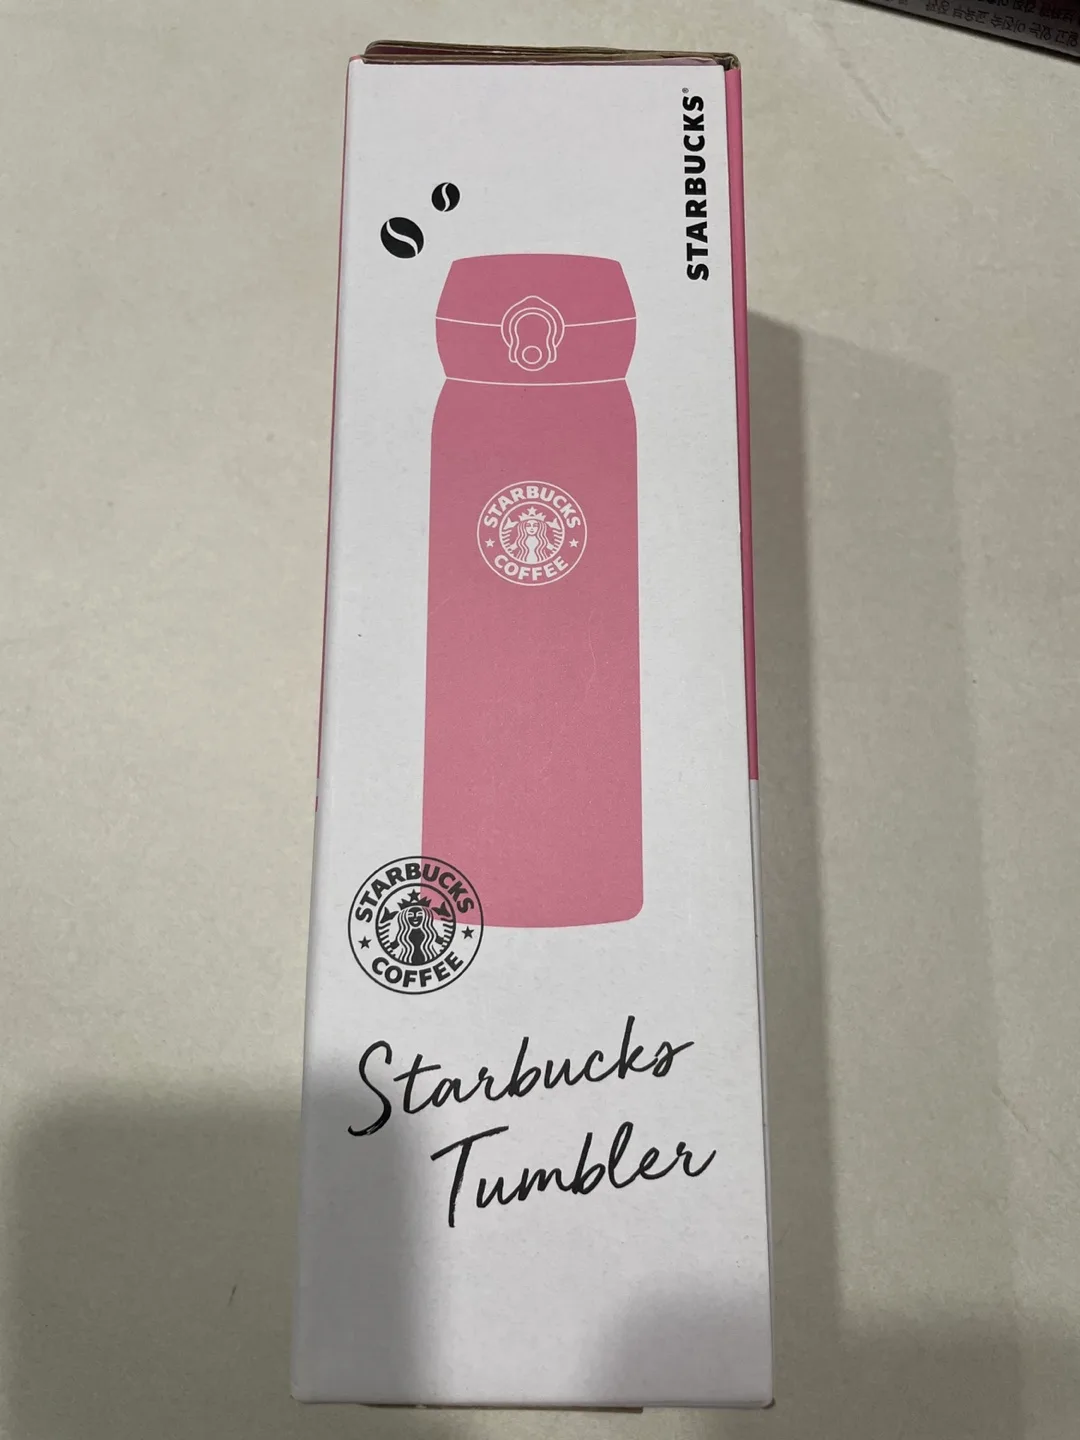 STARBUCKS®
STARBUCKS
COFFEE
STARBUCKS
COFFEE
Starbucks
Tumbler